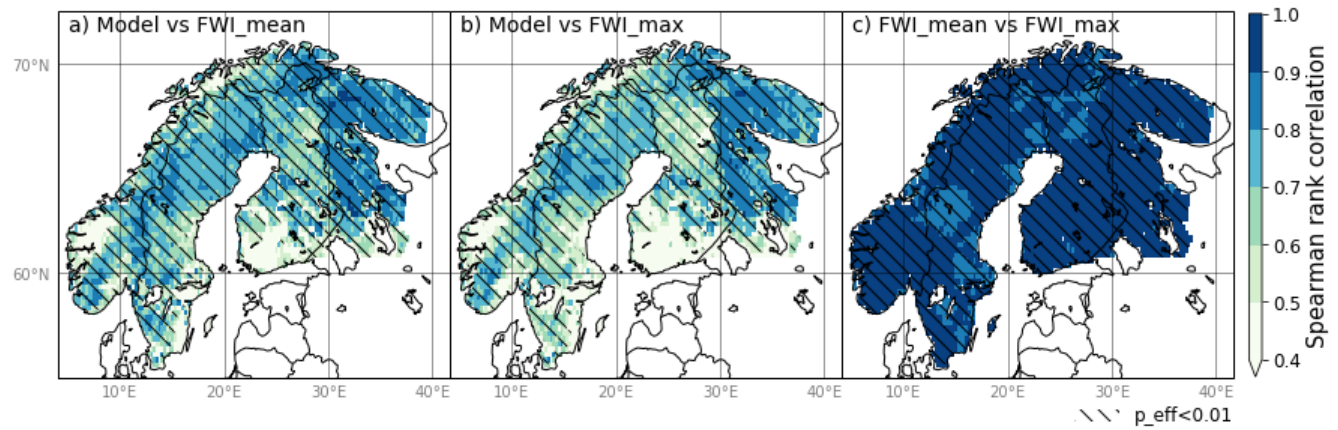 a) Model vs FWI_mean
b) Model vs FWI_max
c) FWI_mean vs FWI_max
70°N
60°N
10°E 20°E 30°E 40°E 10°E 20°E 30°E 40°E 10°E 20°E 30°E 40°E
1.0
0.9
0.8
0.7
0.6
0.5
0.4
Spearman rank correlation
p_eff<0.01